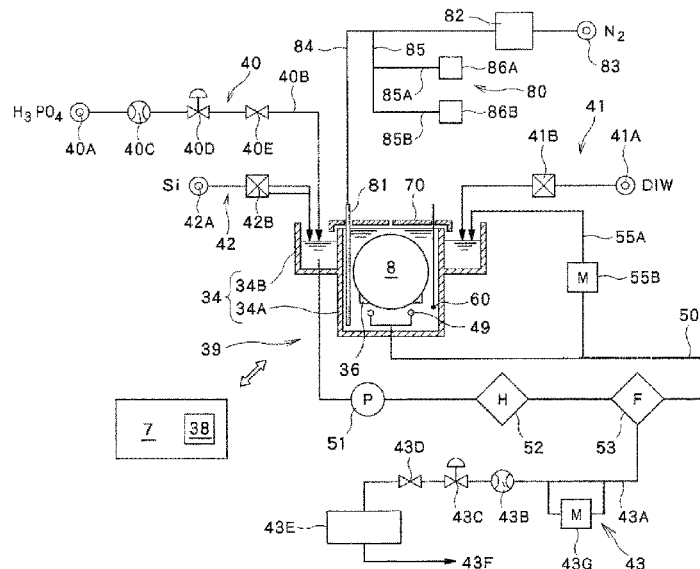 82
N2
84
85
83
40
40B
86A
85A
80
H3PO4
86B
41
40A
40C
40D
40E
85B
41B
41A
Si
81
70
DIW
42A
42B
42
55A
34B
8
M
55B
34
34A
60
39
49
50
36
P
H
F
7
38
51
52
53
43D
43E
43C
43B
M
43A
43F
43G
43